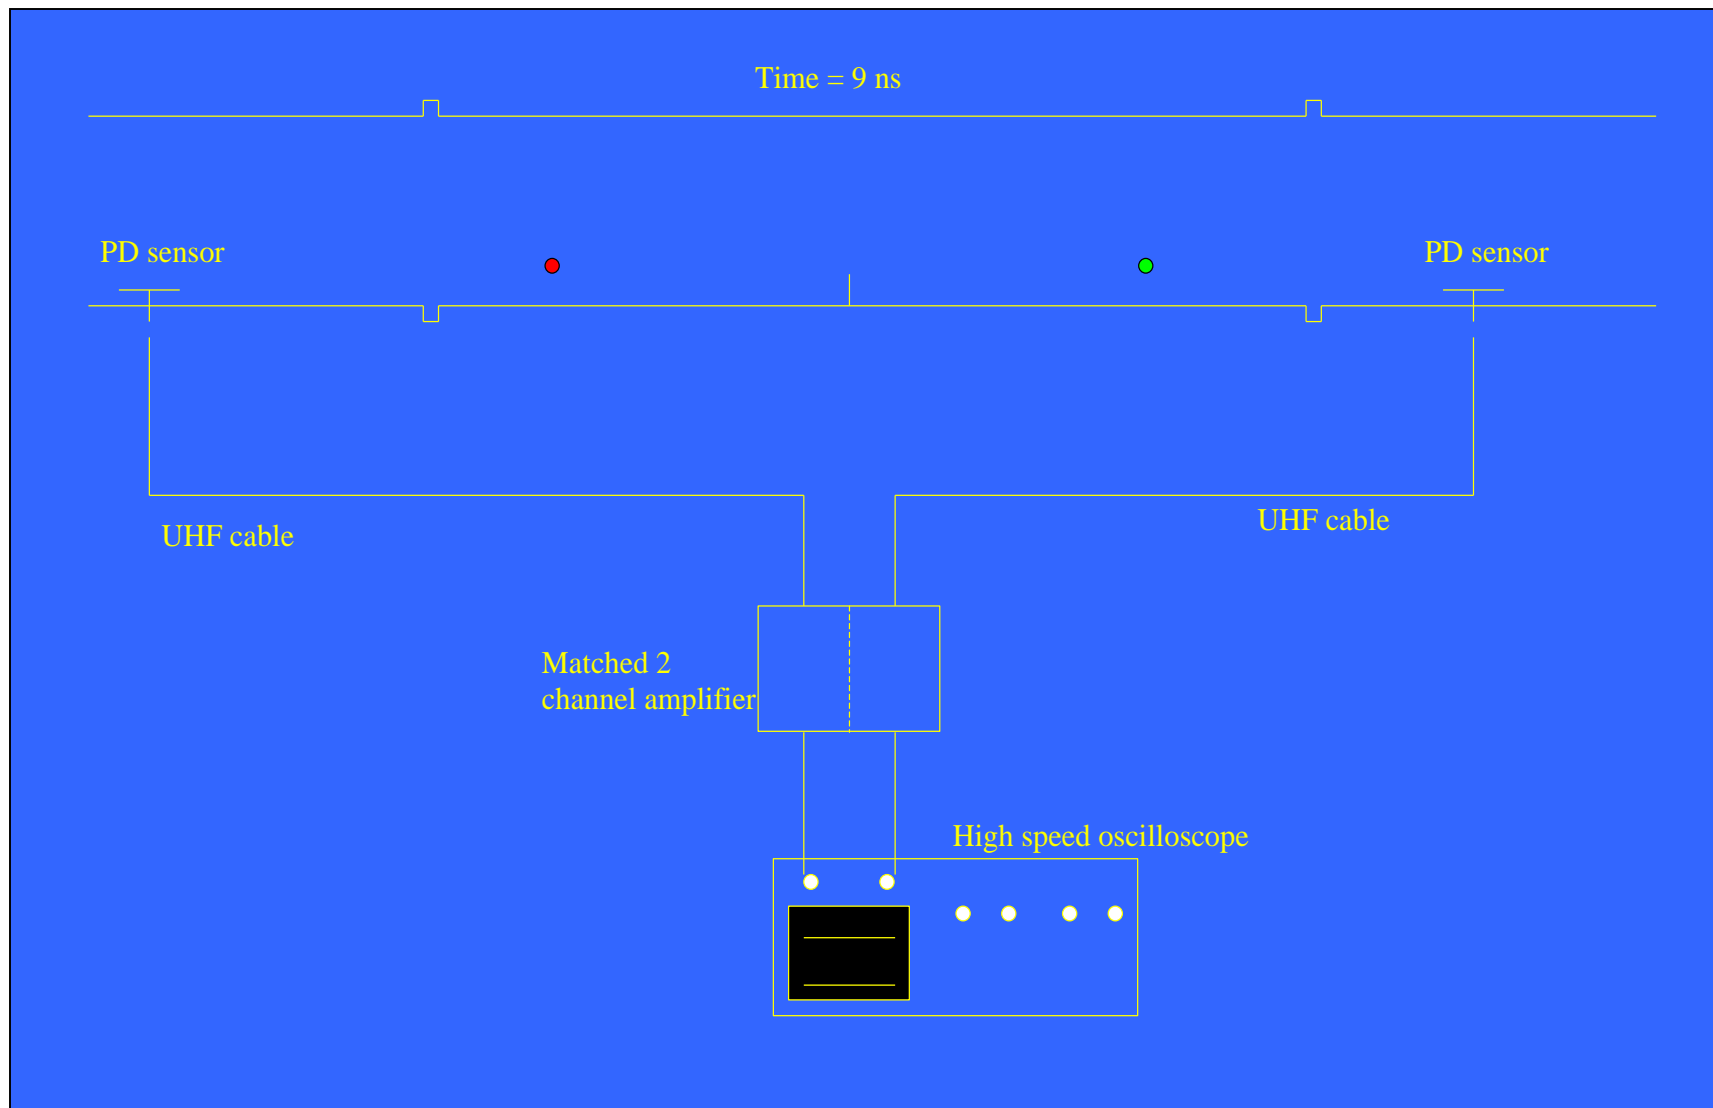 Time = 9 ns
PD sensor
PD sensor
UHF cable
UHF cable
Matched 2
channel amplifier
High speed oscilloscope